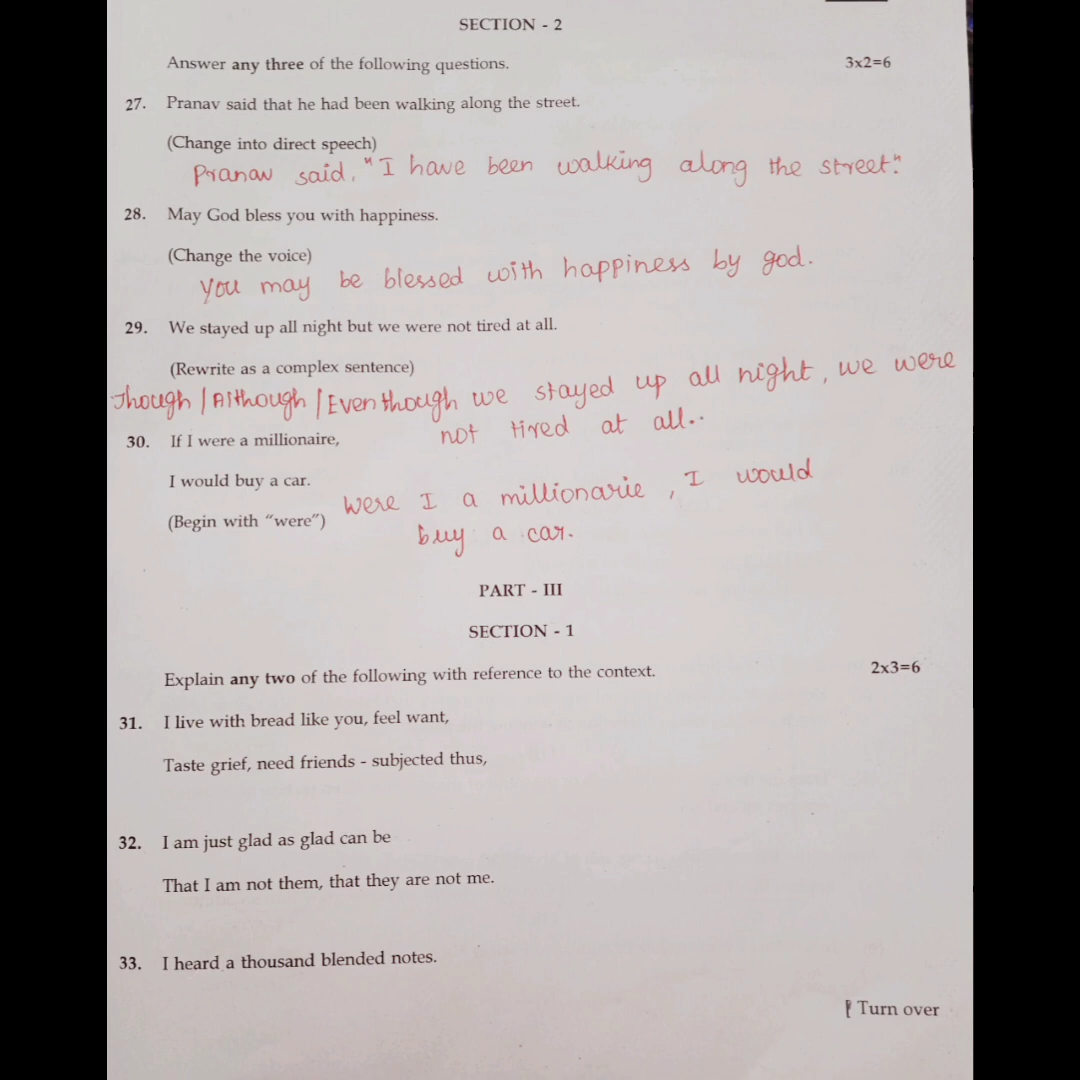 SECTION - 2
Answer any three of the following questions. 3x2=6
27. Pranav said that he had been walking along the street.
(Change into direct speech)
Pranav said, "I have been walking along the street".
28. May God bless you with happiness.
(Change the voice)
You may be blessed with happiness by god.
29. We stayed up all night but we were not tired at all.
(Rewrite as a complex sentence)
Though / Although / Eventhough we stayed up all night, we were
not tired at all..
30. If I were a millionaire,
I would buy a car.
(Begin with "were")
Were I a millionarie, I would
buy a car.
PART - III
SECTION - 1
Explain any two of the following with reference to the context. 2x3=6
31. I live with bread like you, feel want,
Taste grief, need friends - subjected thus,
32. I am just glad as glad can be
That I am not them, that they are not me.
33. I heard a thousand blended notes.
[ Turn over